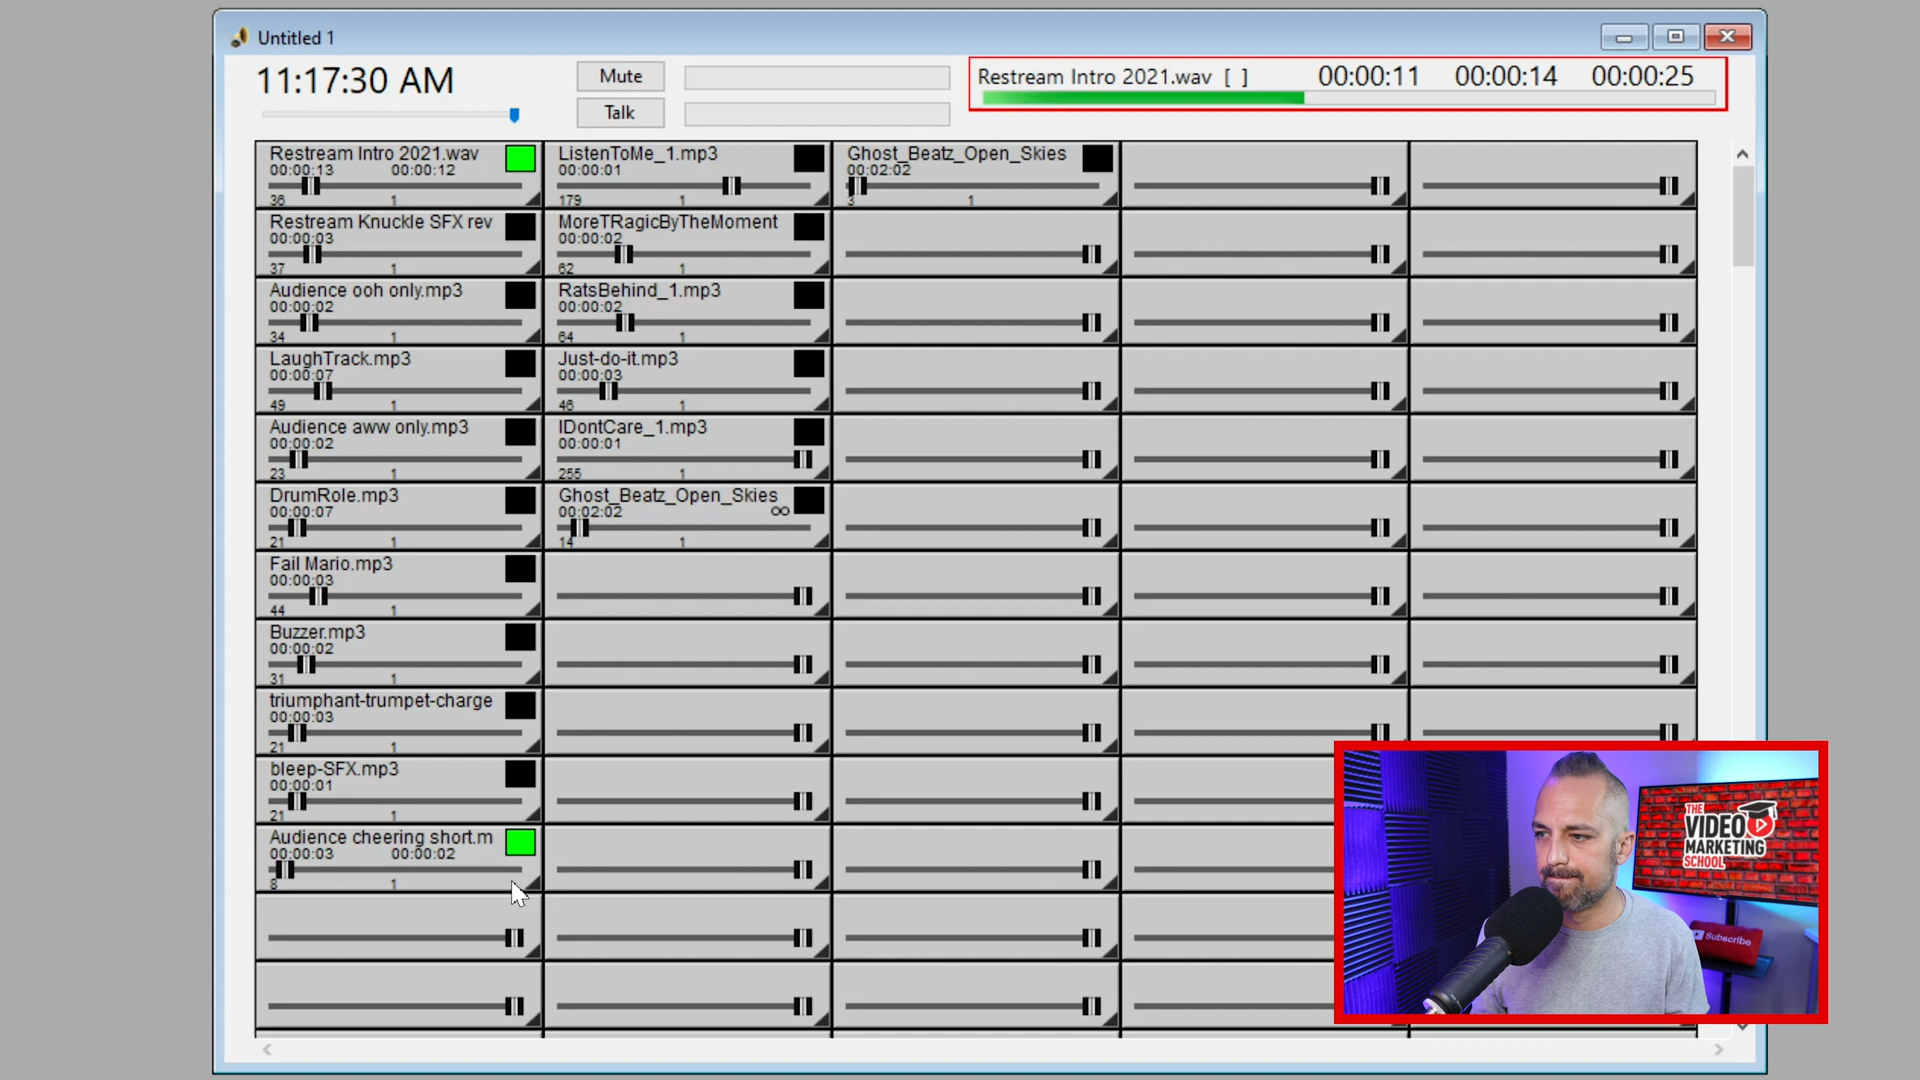 Untitled 1
11:17:30 AM
Mute
Talk
Restream Intro 2021.wav [ ] 00:00:11 00:00:14 00:00:25
Restream Intro 2021.wav
00:00:13 00:00:12
36 1
ListenToMe_1.mp3
00:00:01
179 1
Ghost_Beatz_Open_Skies
00:02:02
3 1
Restream Knuckle SFX rev
00:00:03
37 1
MoreTRagicByTheMoment
00:00:02
62 1
Audience ooh only.mp3
00:00:02
34 1
RatsBehind_1.mp3
00:00:02
64 1
LaughTrack.mp3
00:00:07
49 1
Just-do-it.mp3
00:00:03
46 1
Audience aww only.mp3
00:00:02
23 1
IDontCare_1.mp3
00:00:01
255 1
DrumRole.mp3
00:00:07
21 1
Ghost_Beatz_Open_Skies
00:02:02 ∞
14 1
Fail Mario.mp3
00:00:03
44 1
Buzzer.mp3
00:00:02
31 1
triumphant-trumpet-charge
00:00:03
21 1
bleep-SFX.mp3
00:00:01
21 1
Audience cheering short.m
00:00:03 00:00:02
8 1
THE
VIDEO
MARKETING
SCHOOL
Subscribe